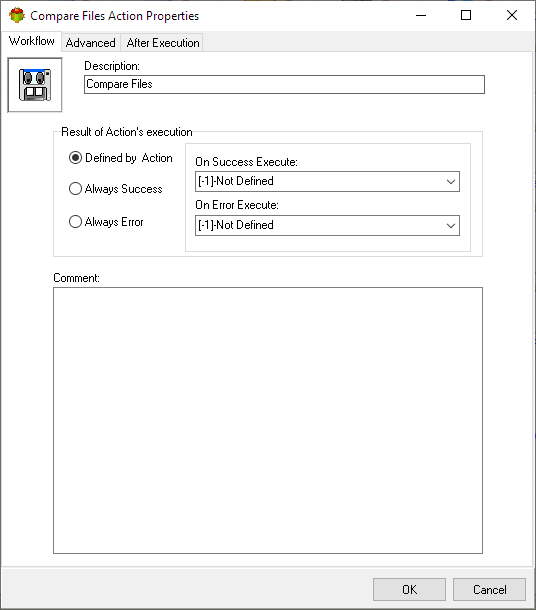 Compare Files Action Properties
Workflow
Advanced
After Execution
Description:
Compare Files
Result of Action's execution
Defined by Action
Always Success
Always Error
On Success Execute:
[-1]-Not Defined
On Error Execute:
[-1]-Not Defined
Comment:
OK
Cancel